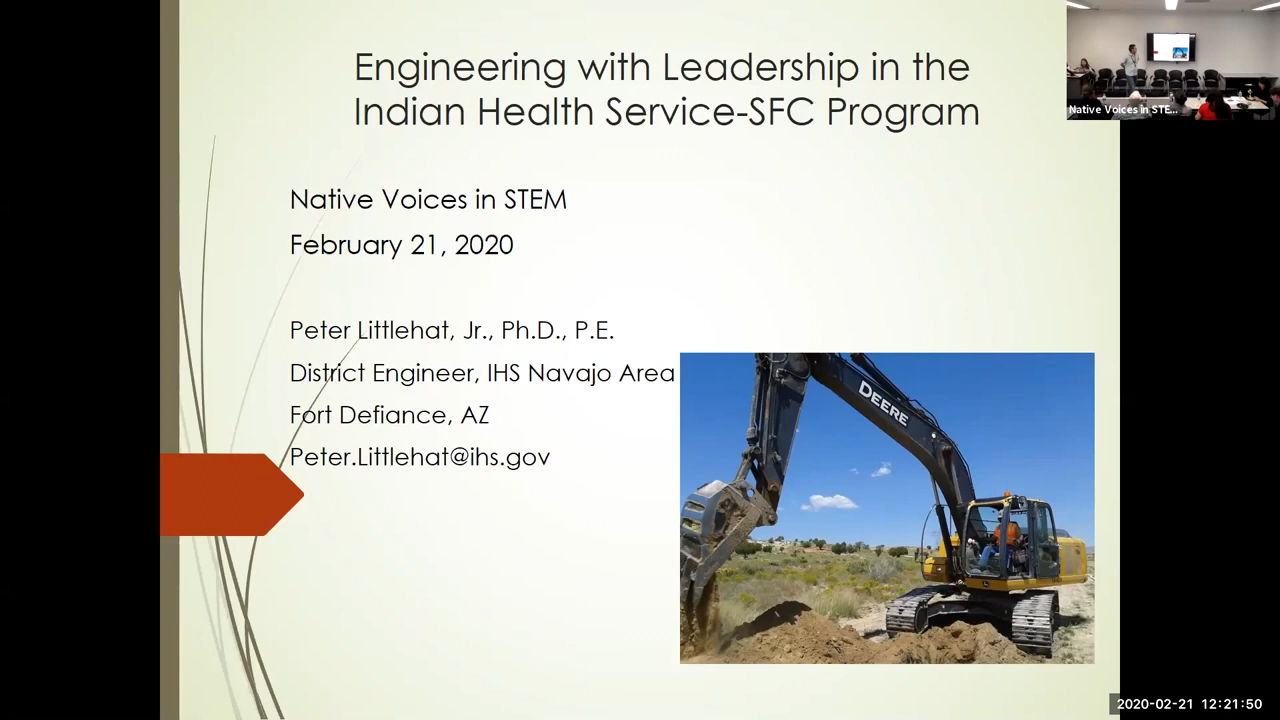 Engineering with Leadership in the
Indian Health Service-SFC Program
Native Voices in STE...
Native Voices in STEM
February 21, 2020
Peter Littlehat, Jr., Ph.D., P.E.
District Engineer, IHS Navajo Area
Fort Defiance, AZ
Peter.Littlehat@ihs.gov
DEERE
2020-02-21 12:21:50